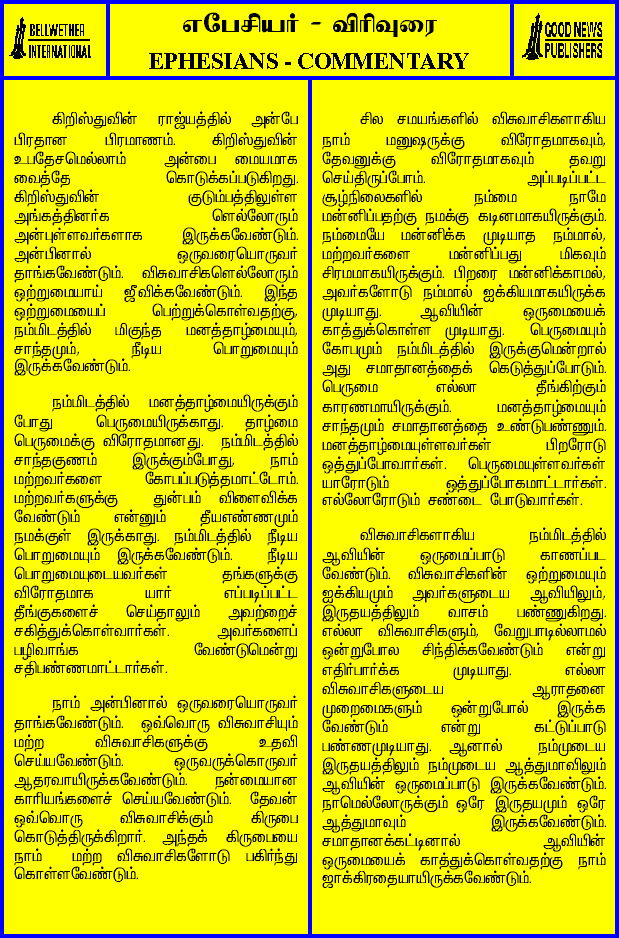 BELLWETHER
INTERNATIONAL
எபேசியர் - விரிவுரை
EPHESIANS - COMMENTARY
GOOD NEWS
PUBLISHERS
கிறிஸ்துவின் ராஜ்யத்தில் அன்பே
பிரதான பிரமாணம். கிறிஸ்துவின்
உபதேசமெல்லாம் அன்பை மையமாக
வைத்தே கொடுக்கப்படுகிறது.
கிறிஸ்துவின் குடும்பத்திலுள்ள
அங்கத்தினர்க ளெல்லோரும்
அன்புள்ளவர்களாக இருக்கவேண்டும்.
அன்பினால் ஒருவரையொருவர்
தாங்கவேண்டும். விசுவாசிகளெல்லோரும்
ஒற்றுமையாய் ஜீவிக்கவேண்டும். இந்த
ஒற்றுமையைப் பெற்றுக்கொள்வதற்கு,
நம்மிடத்தில் மிகுந்த மனத்தாழ்மையும்,
சாந்தமும், நீடிய பொறுமையும்
இருக்கவேண்டும்.
நம்மிடத்தில் மனத்தாழ்மையிருக்கும்
போது பெருமையிருக்காது. தாழ்மை
பெருமைக்கு விரோதமானது. நம்மிடத்தில்
சாந்தகுணம் இருக்கும்போது, நாம்
மற்றவர்களை கோபப்படுத்தமாட்டோம்.
மற்றவர்களுக்கு துன்பம் விளைவிக்க
வேண்டும் என்னும் தீயஎண்ணமும்
நமக்குள் இருக்காது. நம்மிடத்தில் நீடிய
பொறுமையும் இருக்கவேண்டும். நீடிய
பொறுமையுடையவர்கள் தங்களுக்கு
விரோதமாக யார் எப்படிப்பட்ட
தீங்குகளைச் செய்தாலும் அவற்றைச்
சகித்துக்கொள்வார்கள். அவர்களைப்
பழிவாங்க வேண்டுமென்று
சதிபண்ணமாட்டார்கள்.
நாம் அன்பினால் ஒருவரையொருவர்
தாங்கவேண்டும். ஒவ்வொரு விசுவாசியும்
மற்ற விசுவாசிகளுக்கு உதவி
செய்யவேண்டும். ஒருவருக்கொருவர்
ஆதரவாயிருக்கவேண்டும். நன்மையான
காரியங்களைச் செய்யவேண்டும். தேவன்
ஒவ்வொரு விசுவாசிக்கும் கிருபை
கொடுத்திருக்கிறார். அந்தக் கிருபையை
நாம் மற்ற விசுவாசிகளோடு பகிர்ந்து
கொள்ளவேண்டும்.
சில சமயங்களில் விசுவாசிகளாகிய
நாம் மனுஷருக்கு விரோதமாகவும்,
தேவனுக்கு விரோதமாகவும் தவறு
செய்திருப்போம். அப்படிப்பட்ட
சூழ்நிலைகளில் நம்மை நாமே
மன்னிப்பதற்கு நமக்கு கடினமாகயிருக்கும்.
நம்மையே மன்னிக்க முடியாத நம்மால்,
மற்றவர்களை மன்னிப்பது மிகவும்
சிரமமாகயிருக்கும். பிறரை மன்னிக்காமல்,
அவர்களோடு நம்மால் ஐக்கியமாகயிருக்க
முடியாது. ஆவியின் ஒருமையைக்
காத்துக்கொள்ள முடியாது. பெருமையும்
கோபமும் நம்மிடத்தில் இருக்குமென்றால்
அது சமாதானத்தைக் கெடுத்துப்போடும்.
பெருமை எல்லா தீங்கிற்கும்
காரணமாயிருக்கும். மனத்தாழ்மையும்
சாந்தமும் சமாதானத்தை உண்டுபண்ணும்.
மனத்தாழ்மையுள்ளவர்கள் பிறரோடு
ஒத்துப்போவார்கள். பெருமையுள்ளவர்கள்
யாரோடும் ஒத்துப்போகமாட்டார்கள்.
எல்லோரோடும் சண்டை போடுவார்கள்.
விசுவாசிகளாகிய நம்மிடத்தில்
ஆவியின் ஒருமைப்பாடு காணப்பட
வேண்டும். விசுவாசிகளின் ஒற்றுமையும்
ஐக்கியமும் அவர்களுடைய ஆவியிலும்,
இருதயத்திலும் வாசம் பண்ணுகிறது.
எல்லா விசுவாசிகளும், வேறுபாடில்லாமல்
ஒன்றுபோல சிந்திக்கவேண்டும் என்று
எதிர்பார்க்க முடியாது. எல்லா
விசுவாசிகளுடைய ஆராதனை
முறைமைகளும் ஒன்றுபோல் இருக்க
வேண்டும் என்று கட்டுப்பாடு
பண்ணமுடியாது. ஆனால் நம்முடைய
இருதயத்திலும் நம்முடைய ஆத்துமாவிலும்
ஆவியின் ஒருமைப்பாடு இருக்கவேண்டும்.
நாமெல்லோருக்கும் ஒரே இருதயமும் ஒரே
ஆத்துமாவும் இருக்கவேண்டும்.
சமாதானக்கட்டினால் ஆவியின்
ஒருமையைக் காத்துக்கொள்வதற்கு நாம்
ஜாக்கிரதையாயிருக்கவேண்டும்.